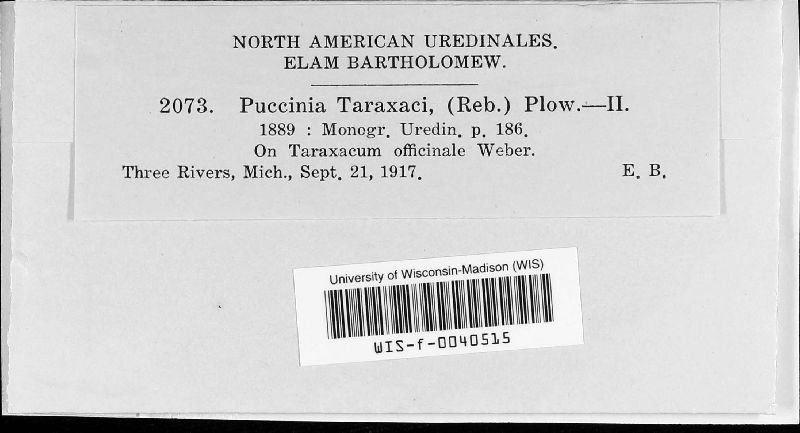 NORTH AMERICAN UREDINALES.
ELAM BARTHOLOMEW.
2073. Puccinia Taraxaci, (Reb.) Plow.—II.
1889 : Monogr. Uredin. p. 186.
On Taraxacum officinale Weber.
Three Rivers, Mich., Sept. 21, 1917. E. B.
University of Wisconsin-Madison (WIS)
WIS-f-0040515